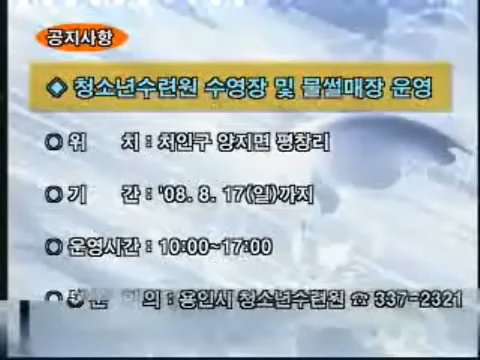 공지사항
◈ 청소년수련원 수영장 및 물썰매장 운영
◎ 위 치 : 처인구 양지면 평창리
◎ 기 간 : '08. 8. 17(일)까지
◎ 운영시간 : 10:00~17:00
의 : 용인시 청소년수련원 ☎ 337-2321